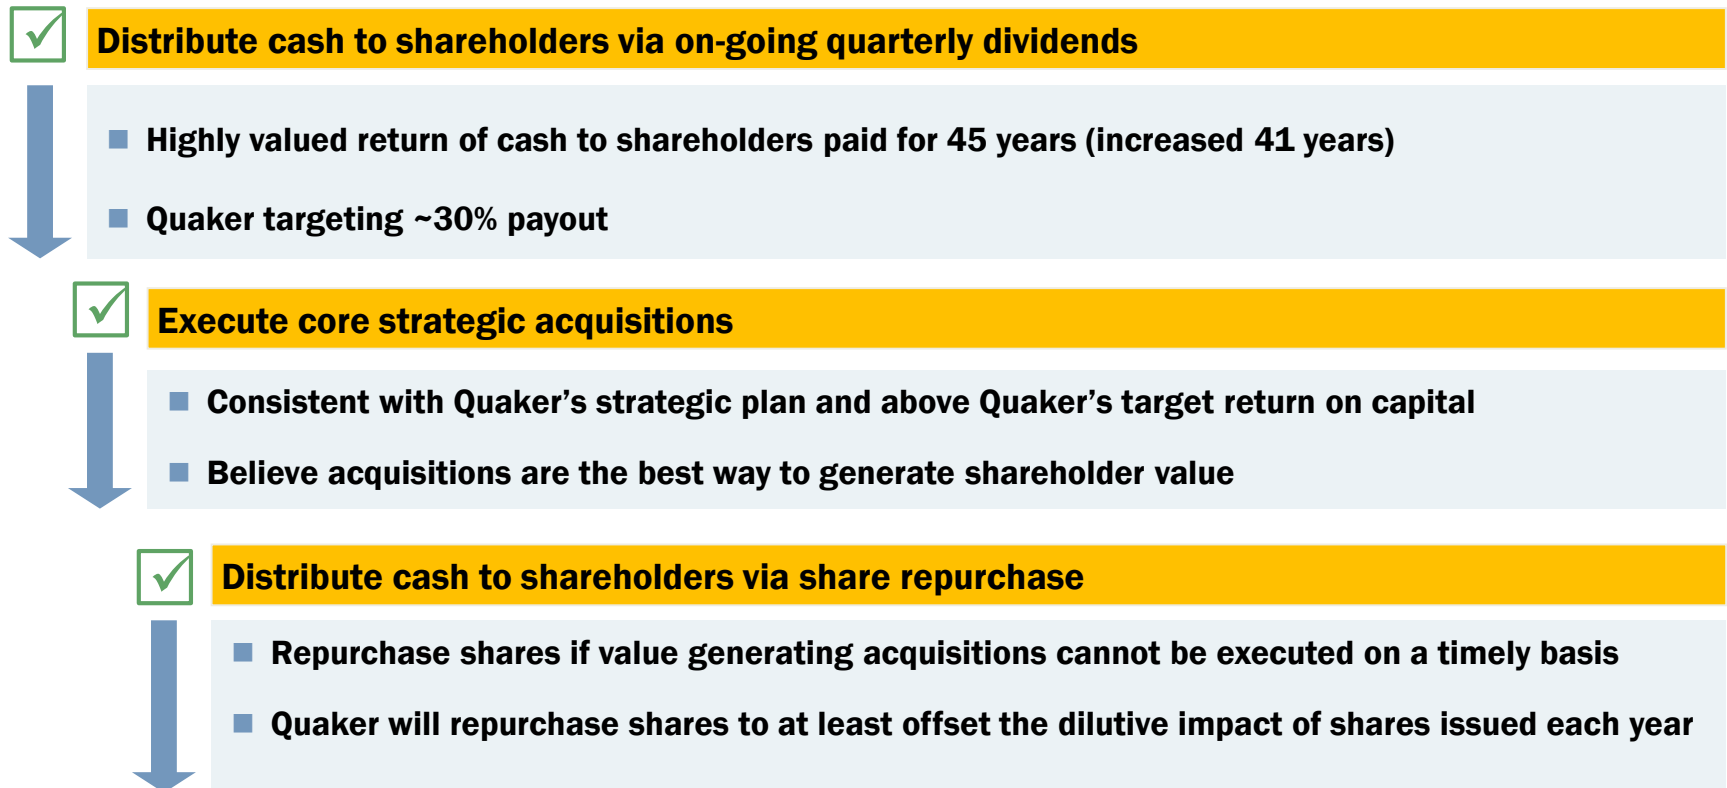 Distribute cash to shareholders via on-going quarterly dividends
Highly valued return of cash to shareholders paid for 45 years (increased 41 years)
Quaker targeting ~30% payout
Execute core strategic acquisitions
Consistent with Quaker’s strategic plan and above Quaker’s target return on capital
Believe acquisitions are the best way to generate shareholder value
Distribute cash to shareholders via share repurchase
Repurchase shares if value generating acquisitions cannot be executed on a timely basis
Quaker will repurchase shares to at least offset the dilutive impact of shares issued each year